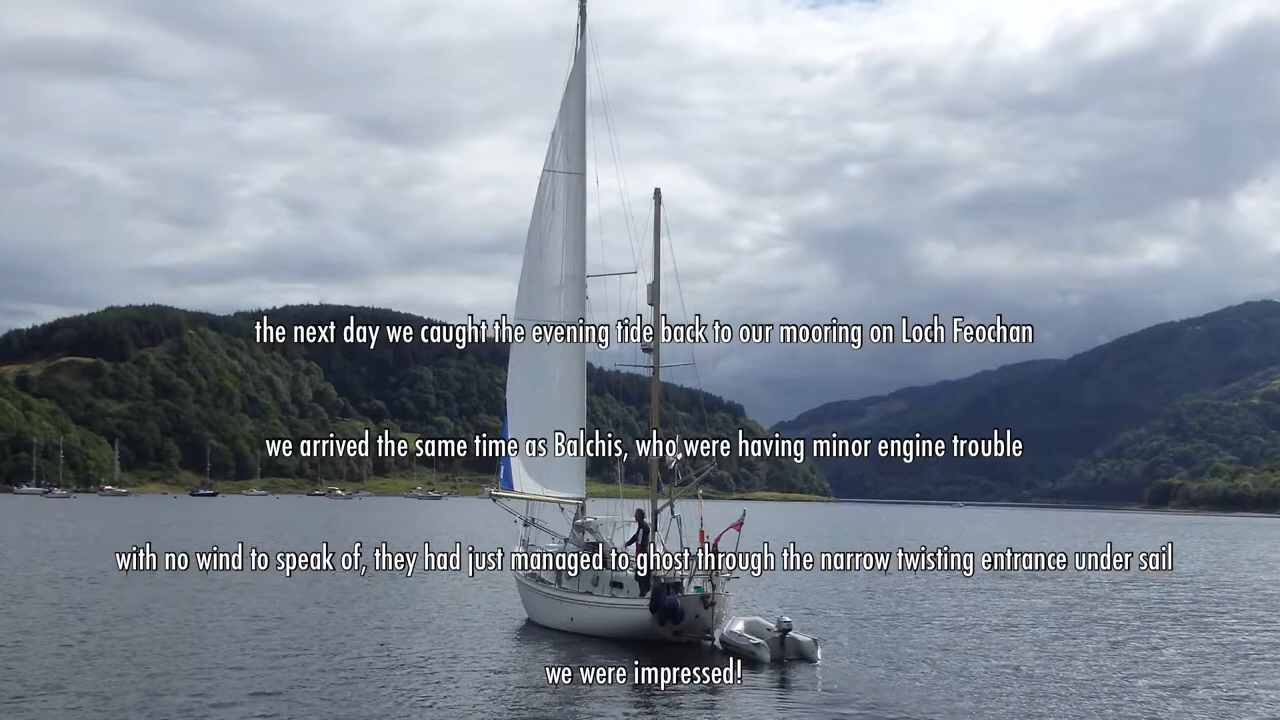 the next day we caught the evening tide back to our mooring on Loch Feochan
we arrived the same time as Balchis, who were having minor engine trouble
with no wind to speak of, they had just managed to ghost through the narrow twisting entrance under sail
we were impressed!